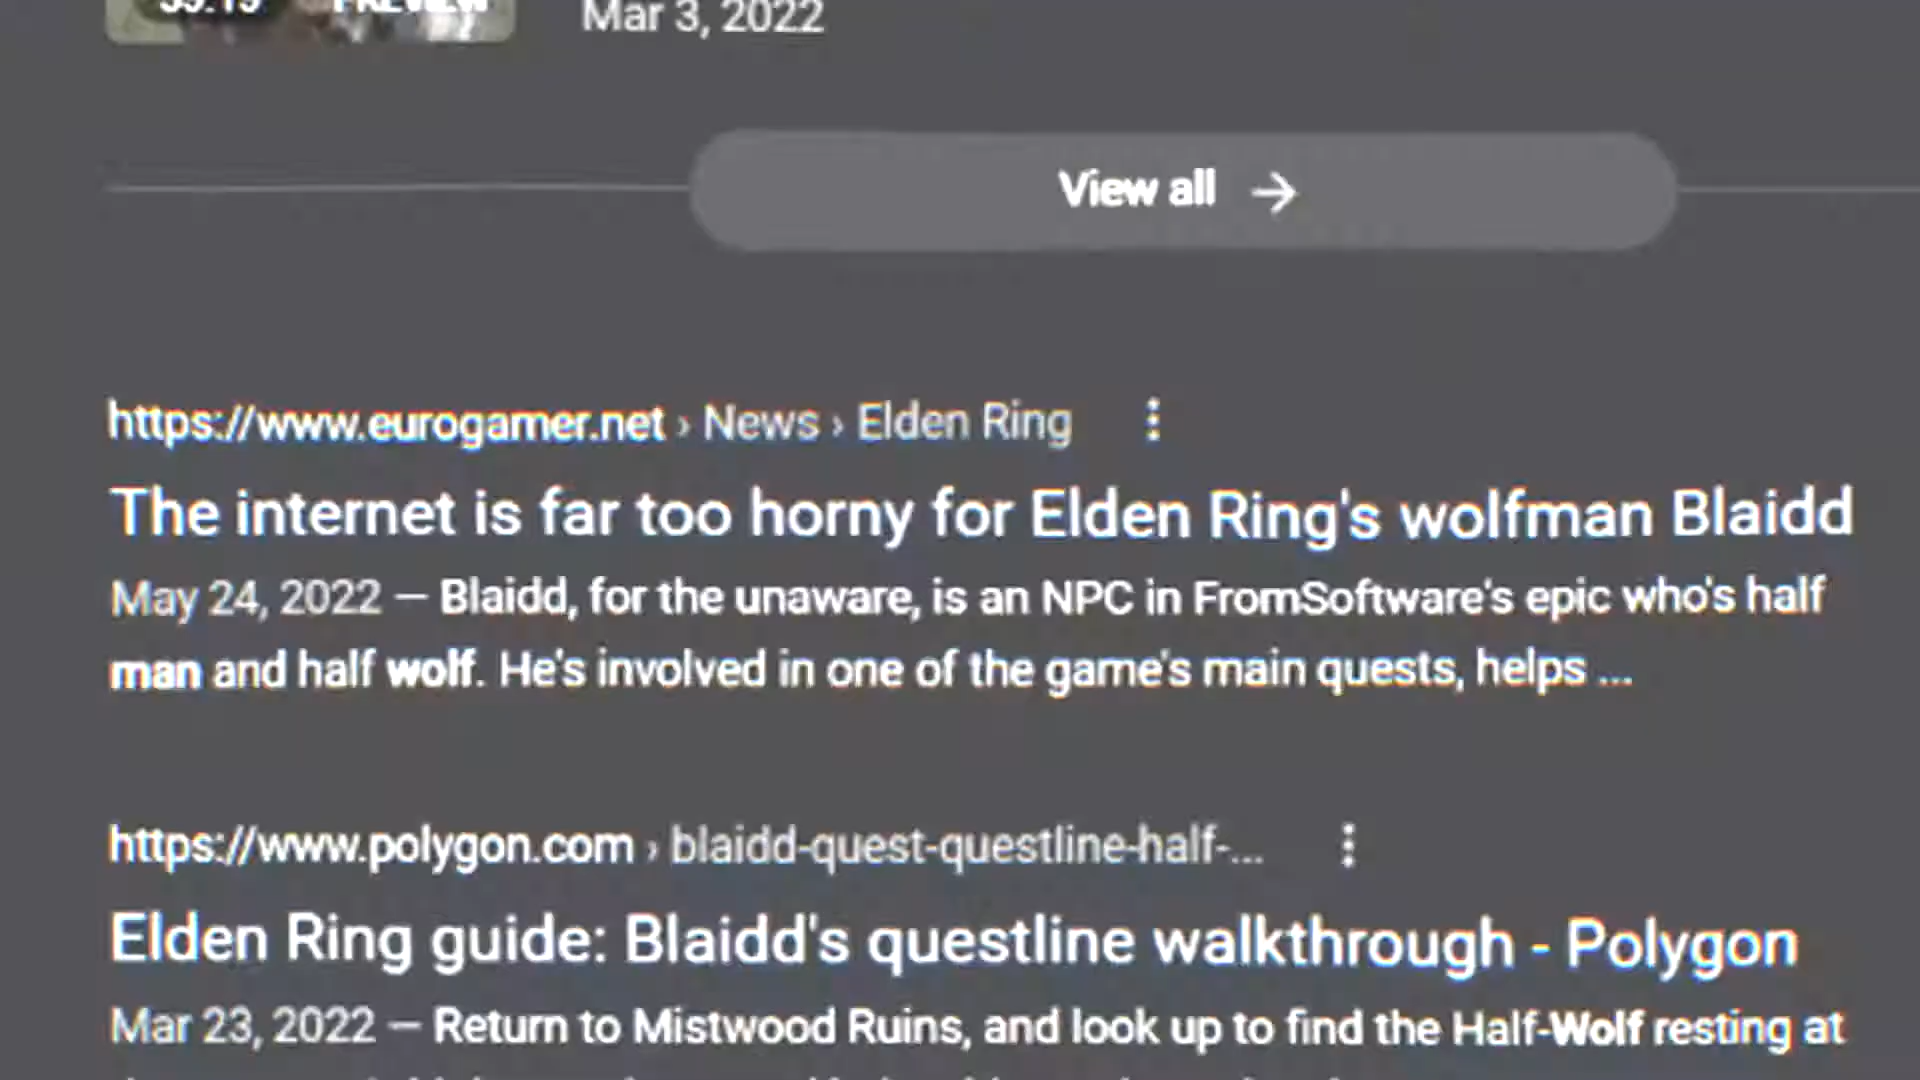 PREVIEW
Mar 3, 2022
View all →
https://www.eurogamer.net › News › Elden Ring
The internet is far too horny for Elden Ring's wolfman Blaidd
May 24, 2022 — Blaidd, for the unaware, is an NPC in FromSoftware's epic who's half
man and half wolf. He's involved in one of the game's main quests, helps ...
https://www.polygon.com › blaidd-quest-questline-half-...
Elden Ring guide: Blaidd's questline walkthrough - Polygon
Mar 23, 2022 — Return to Mistwood Ruins, and look up to find the Half-Wolf resting at